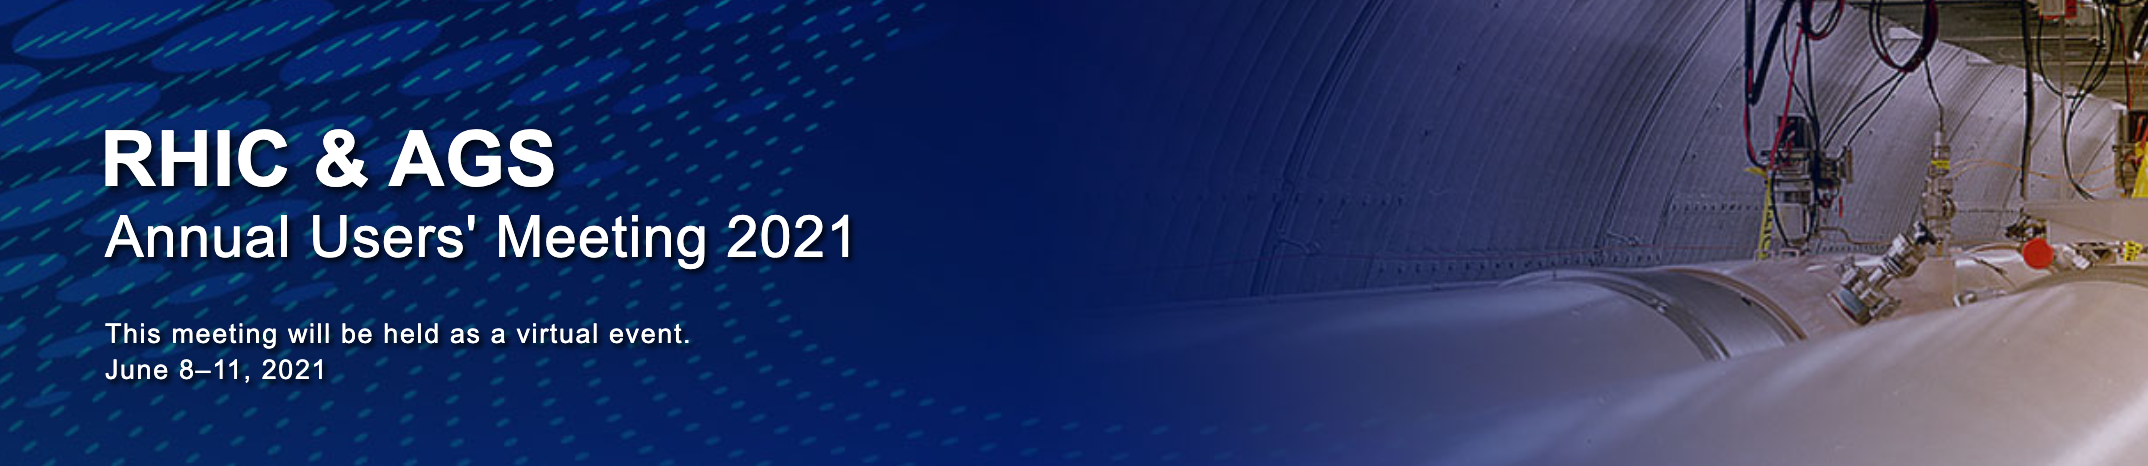 RHIC & AGS
Annual Users' Meeting 2021
This meeting will be held as a virtual event.
June 8–11, 2021